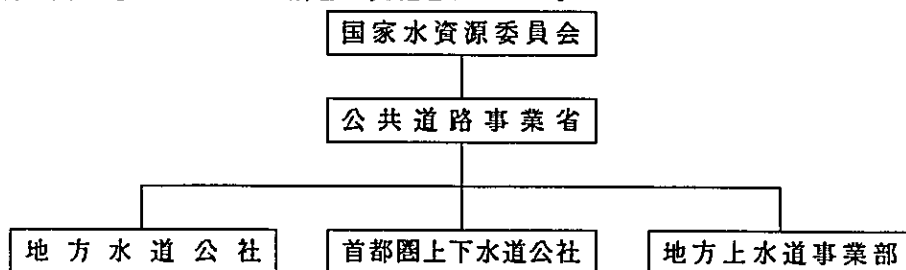 国家水資源委員会
公共道路事業省
地方水道公社
首都圏上下水道公社
地方上水道事業部